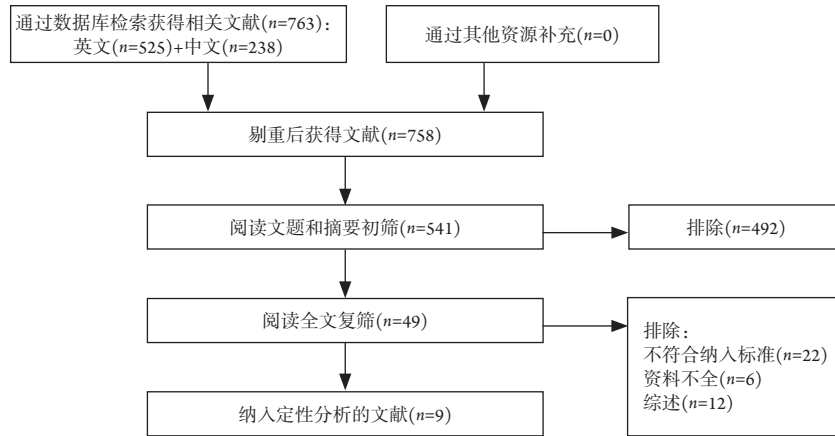 通过数据库检索获得相关文献(n=763)：
英文(n=525)+中文(n=238)
通过其他资源补充(n=0)
剔重后获得文献(n=758)
阅读文题和摘要初筛(n=541)
排除(n=492)
阅读全文复筛(n=49)
排除：
不符合纳入标准(n=22)
资料不全(n=6)
综述(n=12)
纳入定性分析的文献(n=9)